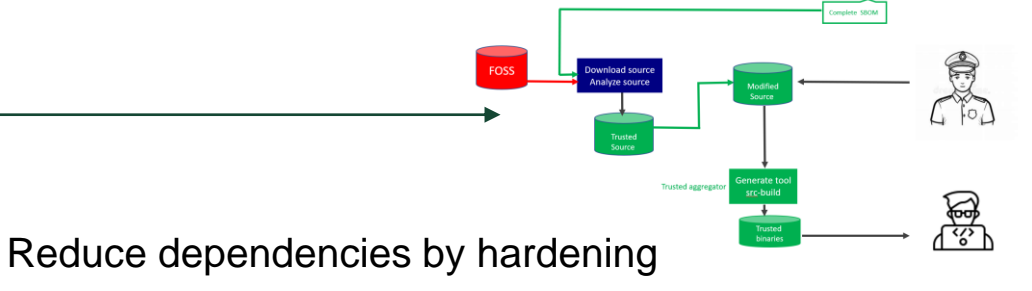 Complete SBOM
FOSS
Download source
Analyze source
Modified
Source
Trusted
Source
Trusted aggregator
Generate tool
src-build
Trusted
binaries
</>
Reduce dependencies by hardening